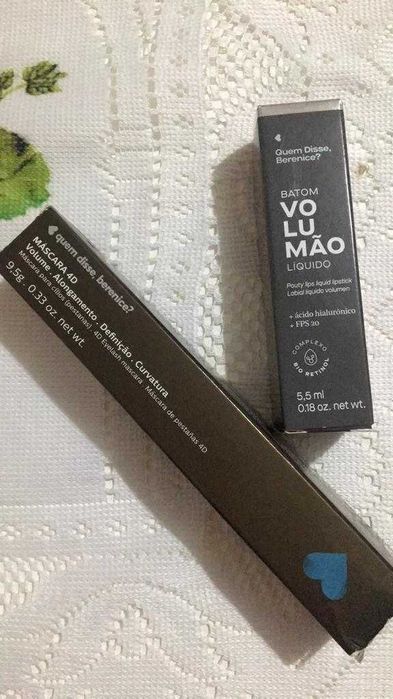 quem disse, berenice?
MÁSCARA 4D
Volume . Alongamento . Definição . Curvatura
Máscara para cílios (pestanas) . 4D Eyelash mascara . Máscara de pestañas 4D
9,5g - 0.33 oz. net wt.
Quem Disse,
Berenice?
BATOM
VO
LU
MÃO
LÍQUIDO
Pouty lips liquid lipstick
Labial líquido volumen
+ ácido hialurônico
+ FPS 20
COMPLEXO
BIO RETINOL
5,5 ml
0.18 oz. net wt.